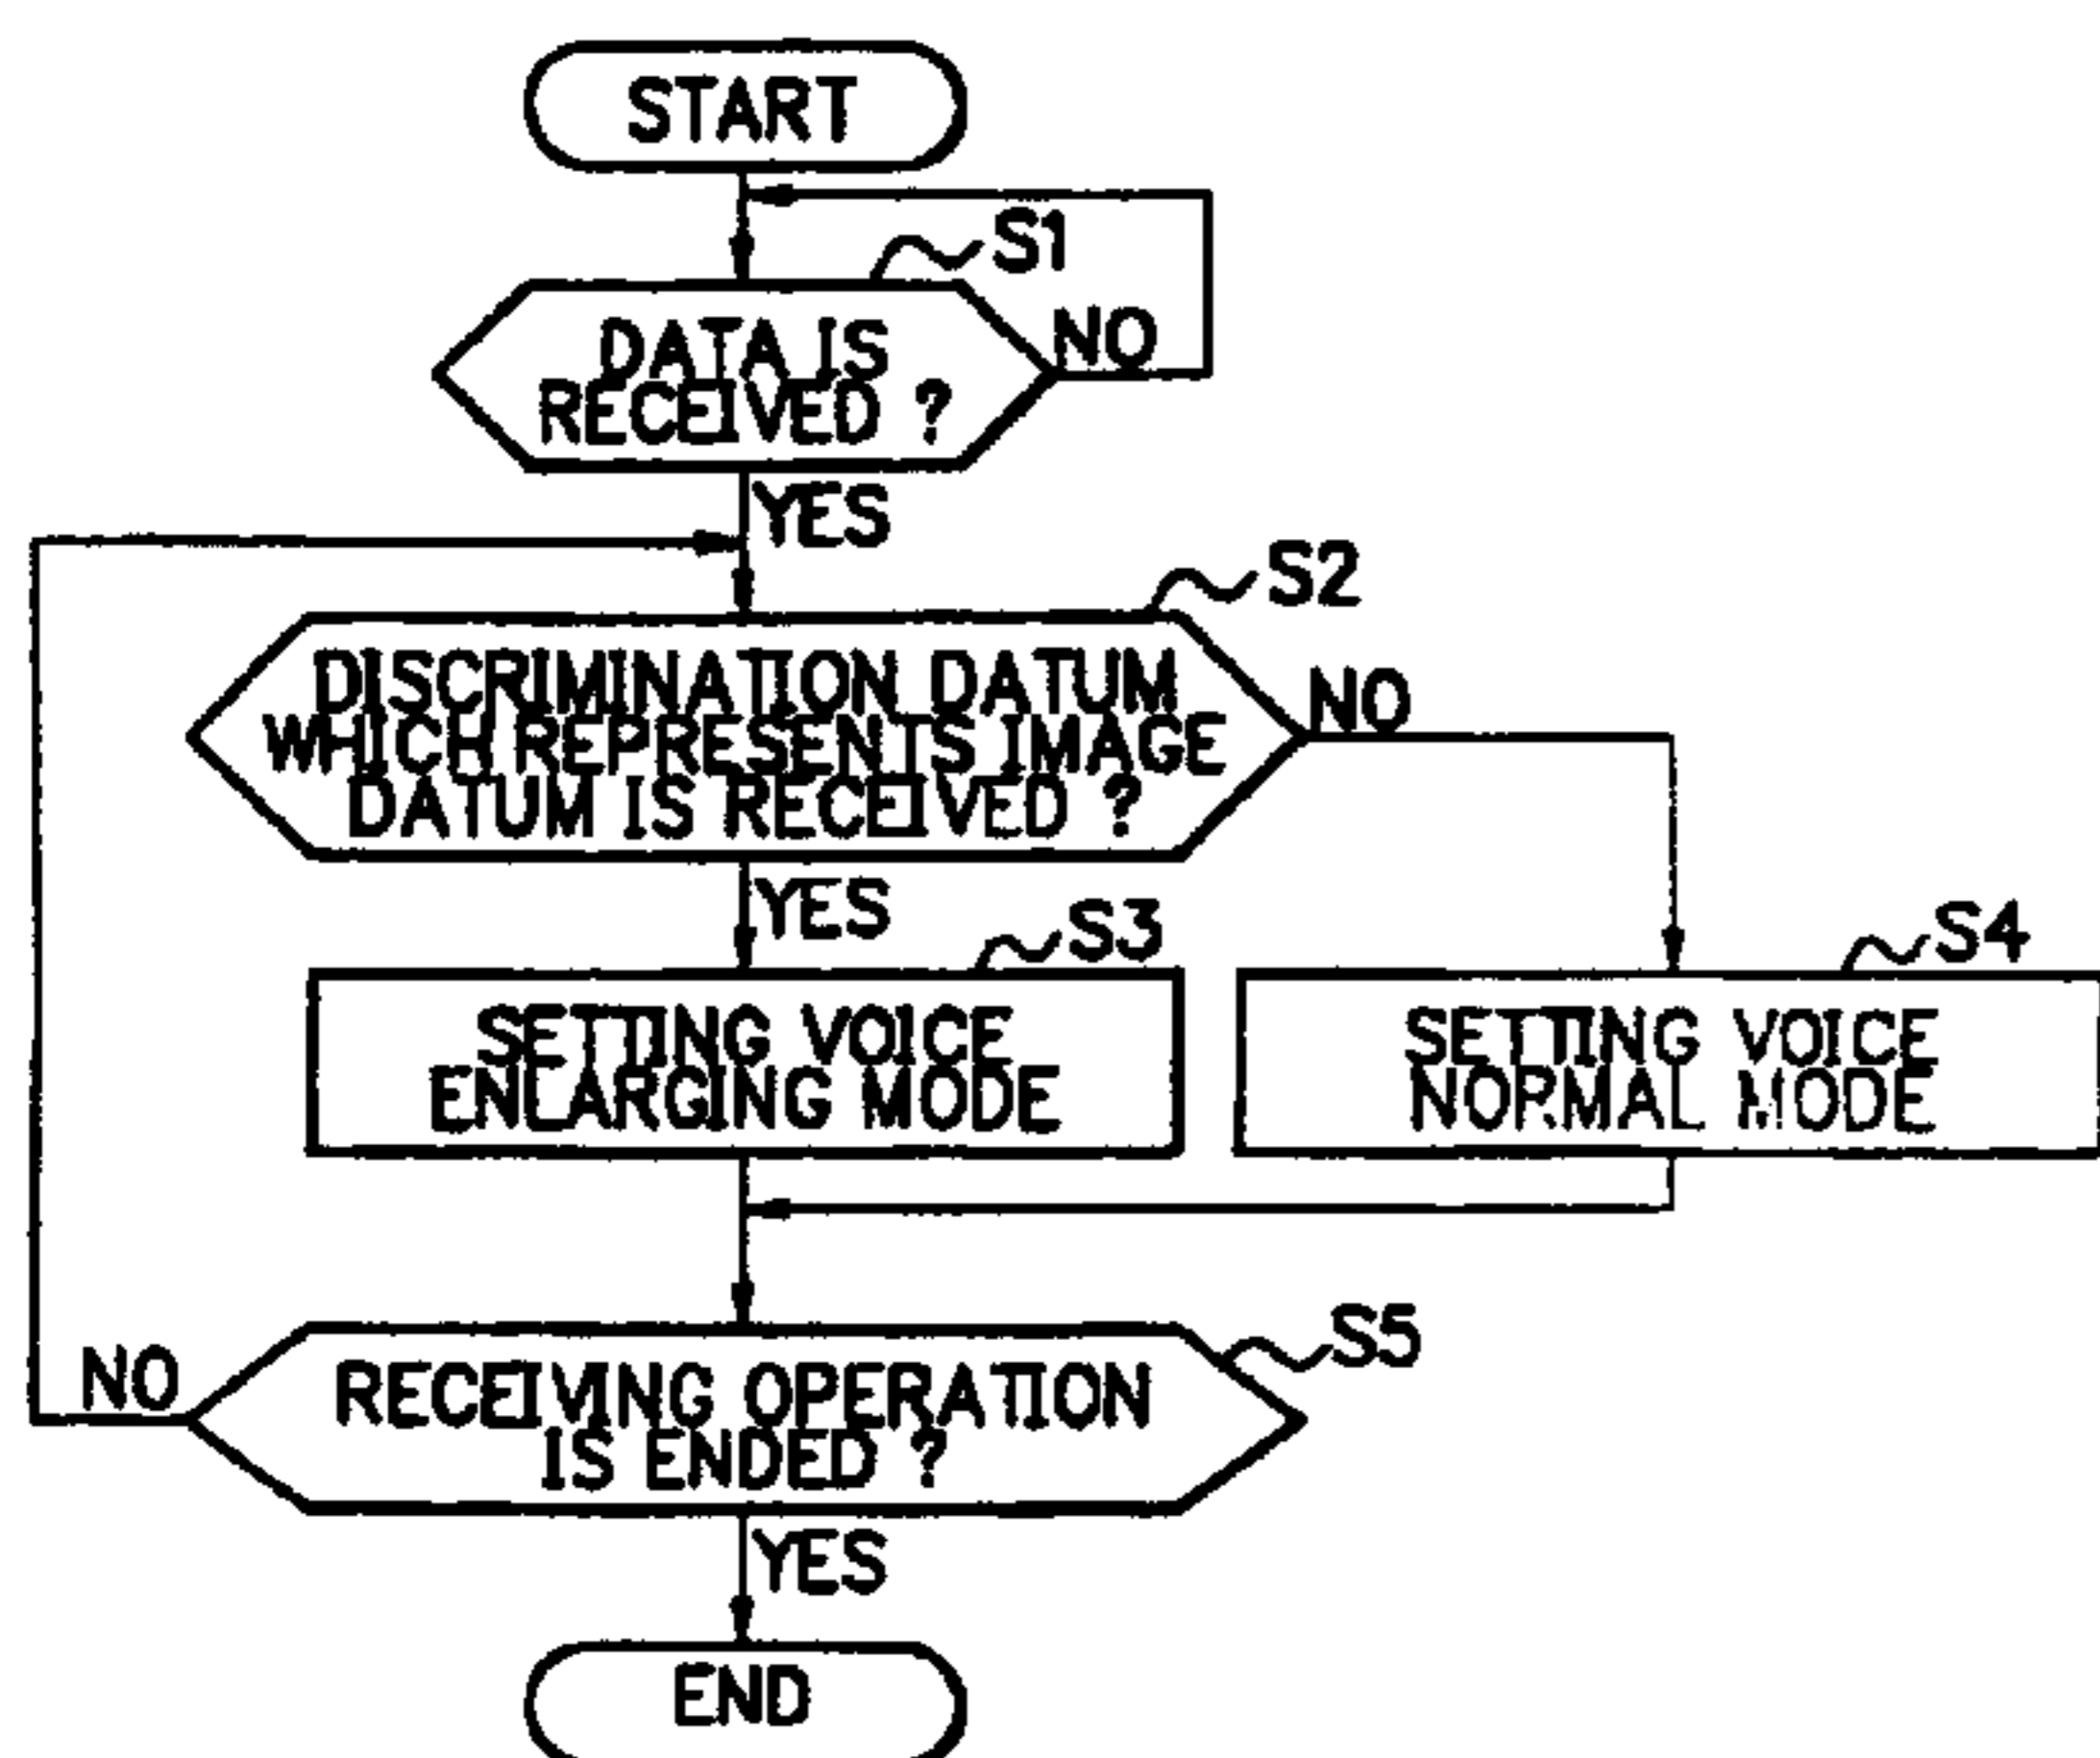 START
S1
DATA IS
RECEIVED ?
NO
YES
S2
DISCRIMINATION DATUM
WHICH REPRESENTS IMAGE
DATUM IS RECEIVED ?
NO
YES
S3
S4
SETTING VOICE
ENLARGING MODE
SETTING VOICE
NORMAL MODE
S5
NO
RECEIVING OPERATION
IS ENDED ?
YES
END